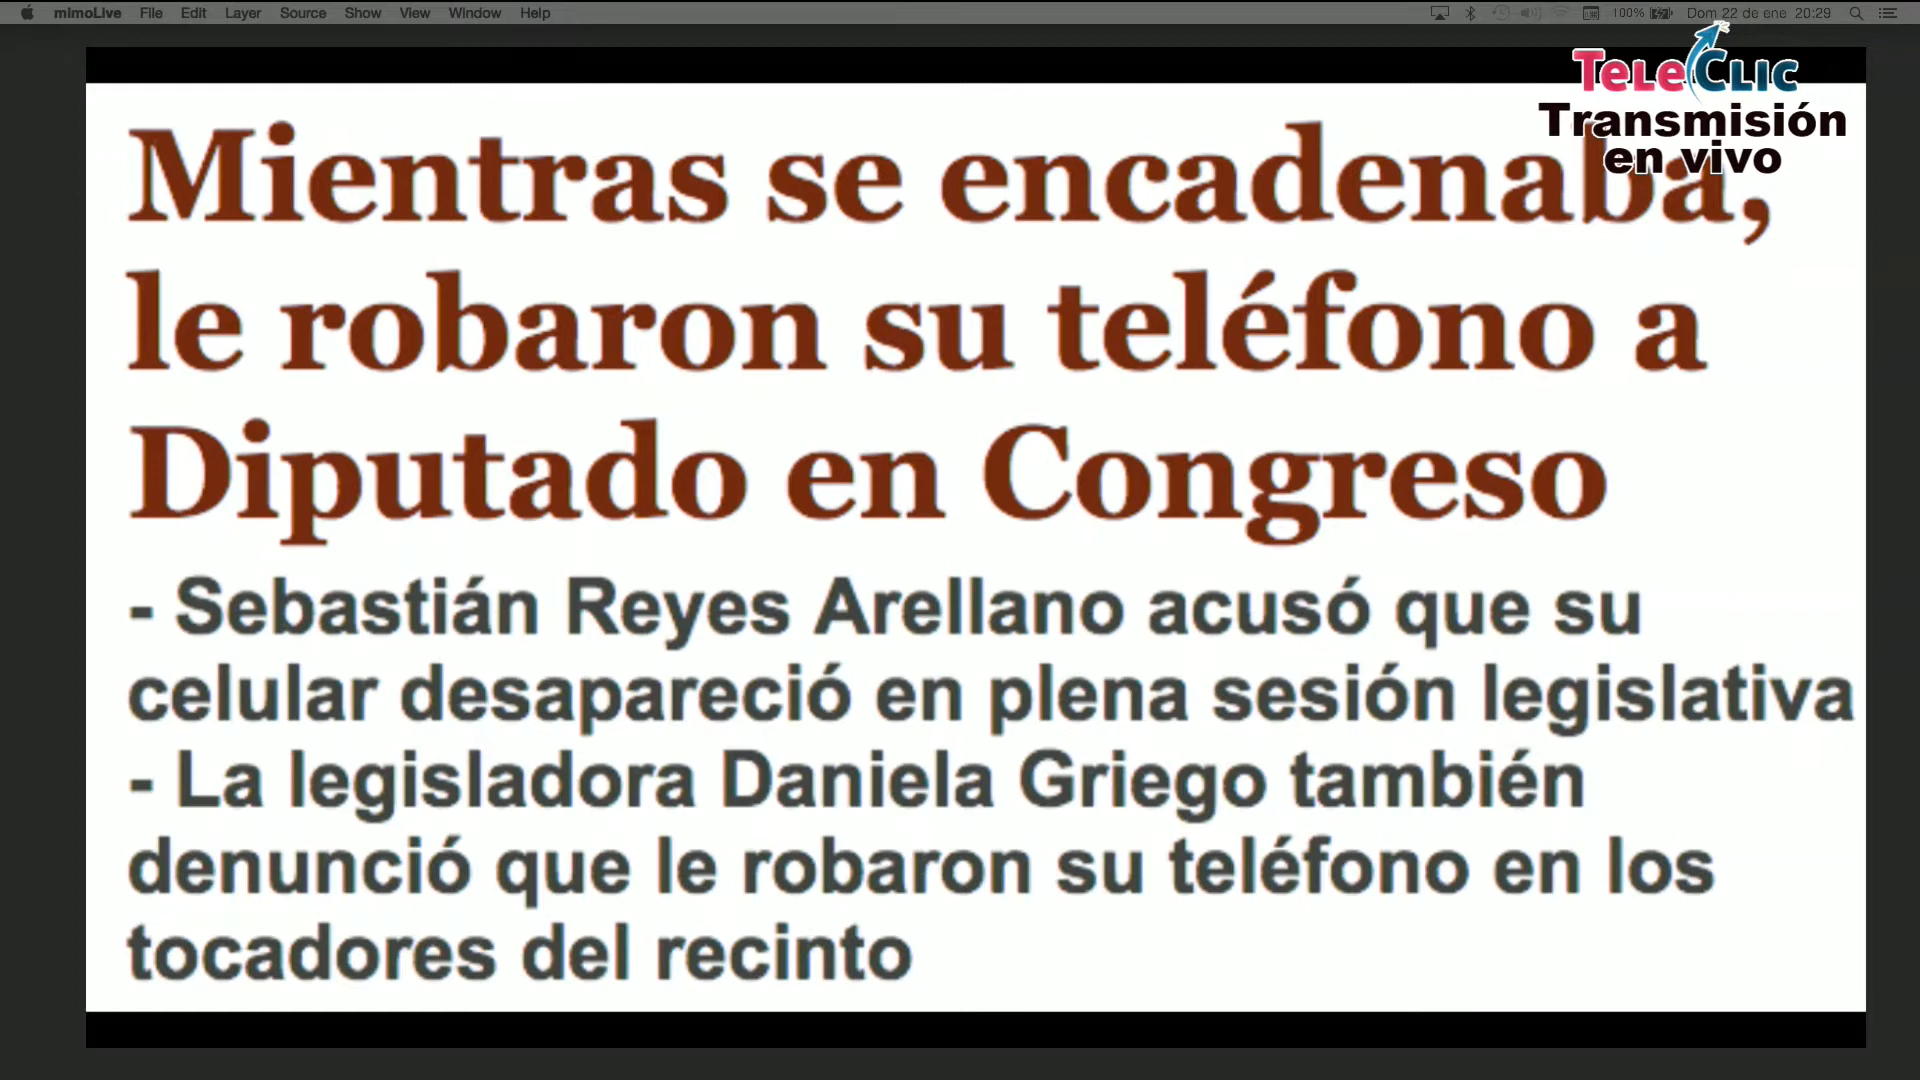 mimoLive File Edit Layer Source Show View Window Help 100% Dom 22 de ene 20:29
TELECLIC
Transmisión
en vivo
Mientras se encadenaba,
le robaron su teléfono a
Diputado en Congreso
- Sebastián Reyes Arellano acusó que su
celular desapareció en plena sesión legislativa
- La legisladora Daniela Griego también
denunció que le robaron su teléfono en los
tocadores del recinto